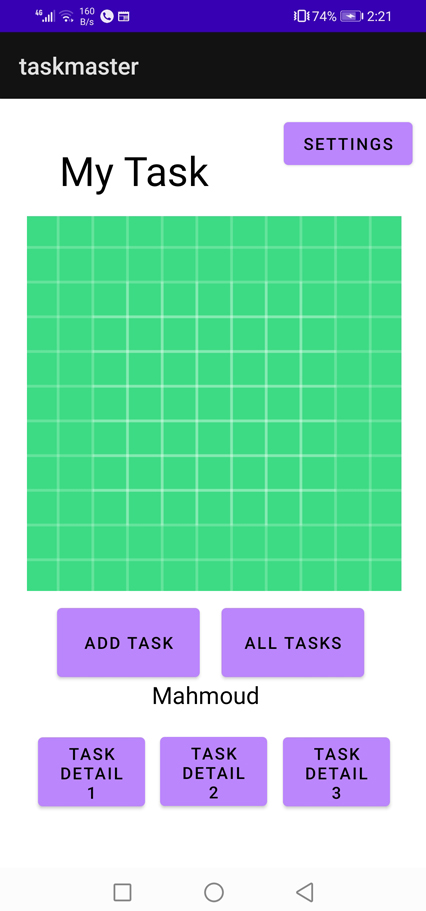 4G 160 B/s 74% 2:21
taskmaster
SETTINGS
My Task
ADD TASK ALL TASKS
Mahmoud
TASK DETAIL 1
TASK DETAIL 2
TASK DETAIL 3